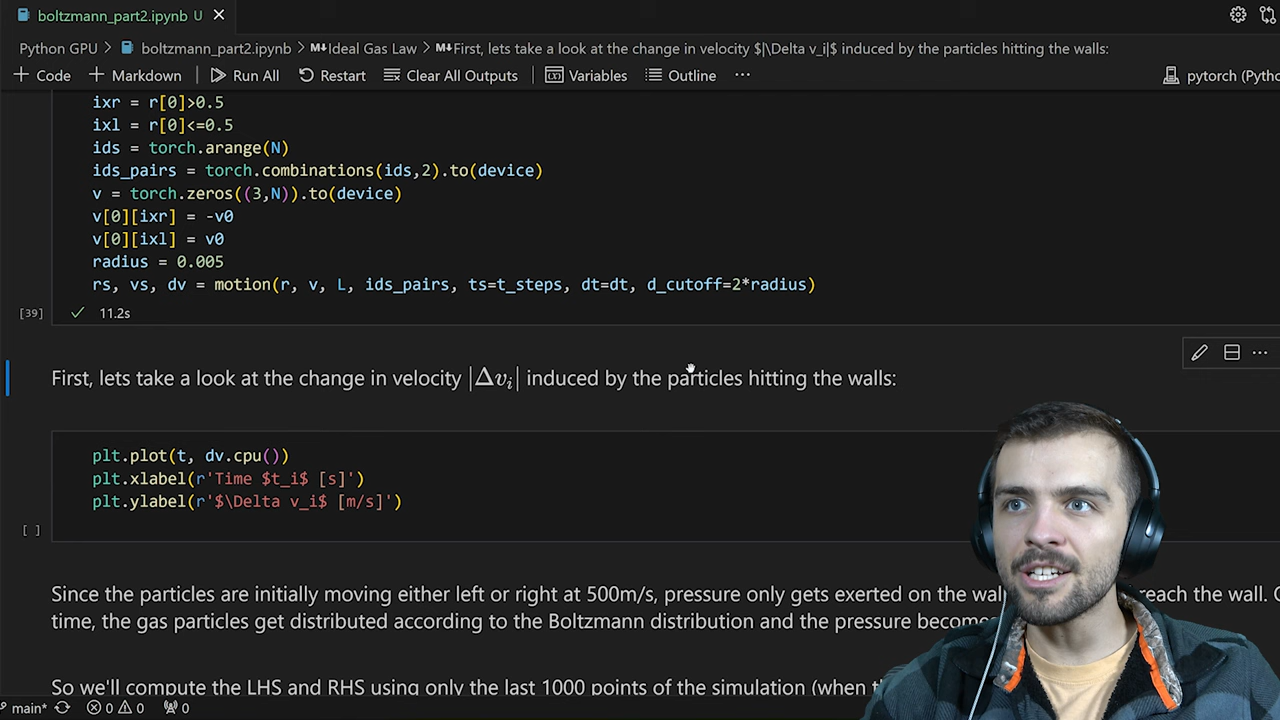 boltzmann_part2.ipynb U
Python GPU > boltzmann_part2.ipynb > Ideal Gas Law > First, lets take a look at the change in velocity $|\Delta v_i|$ induced by the particles hitting the walls:
+ Code + Markdown Run All Restart Clear All Outputs Variables Outline ... pytorch (Pytho
ixr = r[0]>0.5
ixl = r[0]<=0.5
ids = torch.arange(N)
ids_pairs = torch.combinations(ids,2).to(device)
v = torch.zeros((3,N)).to(device)
v[0][ixr] = -v0
v[0][ixl] = v0
radius = 0.005
rs, vs, dv = motion(r, v, L, ids_pairs, ts=t_steps, dt=dt, d_cutoff=2*radius)
[39] ✓ 11.2s
First, lets take a look at the change in velocity |Δvᵢ| induced by the particles hitting the walls:
plt.plot(t, dv.cpu())
plt.xlabel(r'Time $t_i$ [s]')
plt.ylabel(r'$\Delta v_i$ [m/s]')
[ ]
Since the particles are initially moving either left or right at 500m/s, pressure only gets exerted on the wal reach the wall.
time, the gas particles get distributed according to the Boltzmann distribution and the pressure become
So we'll compute the LHS and RHS using only the last 1000 points of the simulation (when th
main* 0 0 0